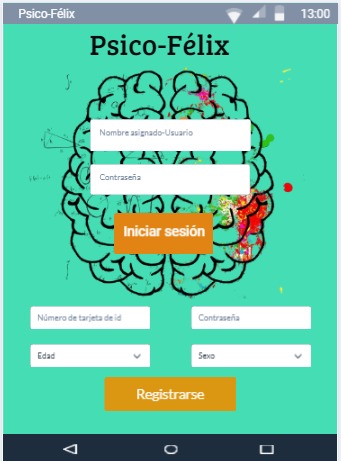 Psico-Félix 13:00
Psico-Félix
Nombre asignado-Usuario
Contraseña
Iniciar sesión
Número de tarjeta de id Contraseña
Edad Sexo
Registrarse